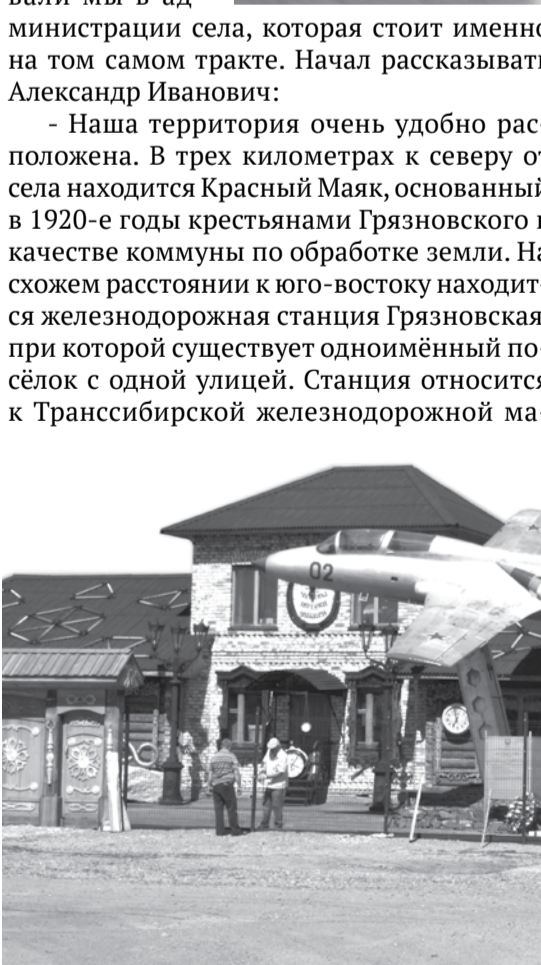 вали мы в ад-
министрации села, которая стоит именно
на том самом тракте. Начал рассказывать
Александр Иванович:
- Наша территория очень удобно рас-
положена. В трех километрах к северу от
села находится Красный Маяк, основанный
в 1920-е годы крестьянами Грязновского в
качестве коммуны по обработке земли. На
схожем расстоянии к юго-востоку находит-
ся железнодорожная станция Грязновская,
при которой существует одноимённый по-
сёлок с одной улицей. Станция относится
к Транссибирской железнодорожной ма-
02